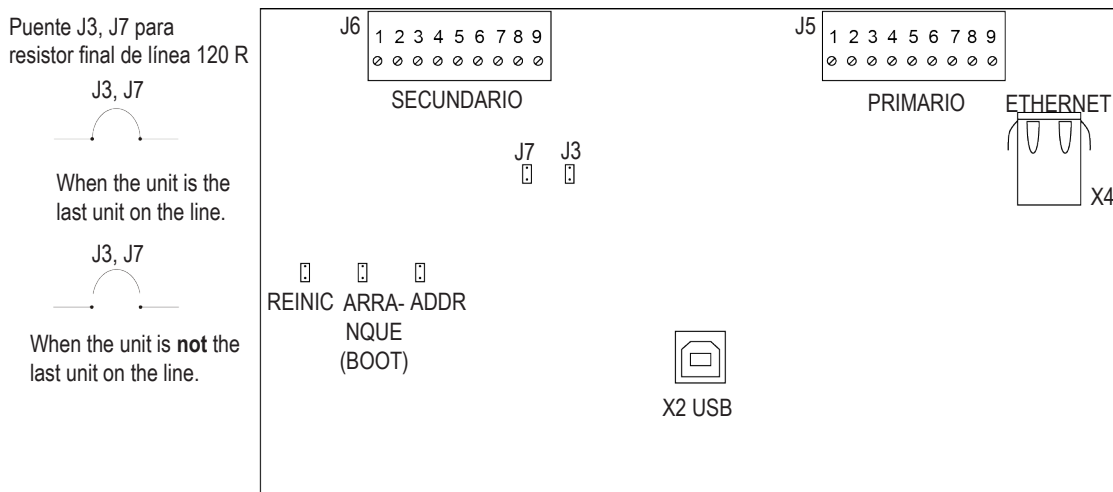 Puente J3, J7 para
resistor final de línea 120 R
J3, J7
When the unit is the
last unit on the line.
J3, J7
When the unit is not the
last unit on the line.
J6
1 2 3 4 5 6 7 8 9
SECUNDARIO
J5
1 2 3 4 5 6 7 8 9
PRIMARIO
ETHERNET
X4
J7
J3
REINIC
ARRA-
NQUE
(BOOT)
ADDR
X2 USB